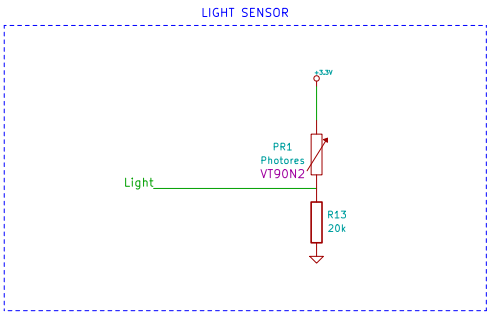 LIGHT SENSOR
+3.3V
PR1
Photores
VT90N2
Light
R13
20k